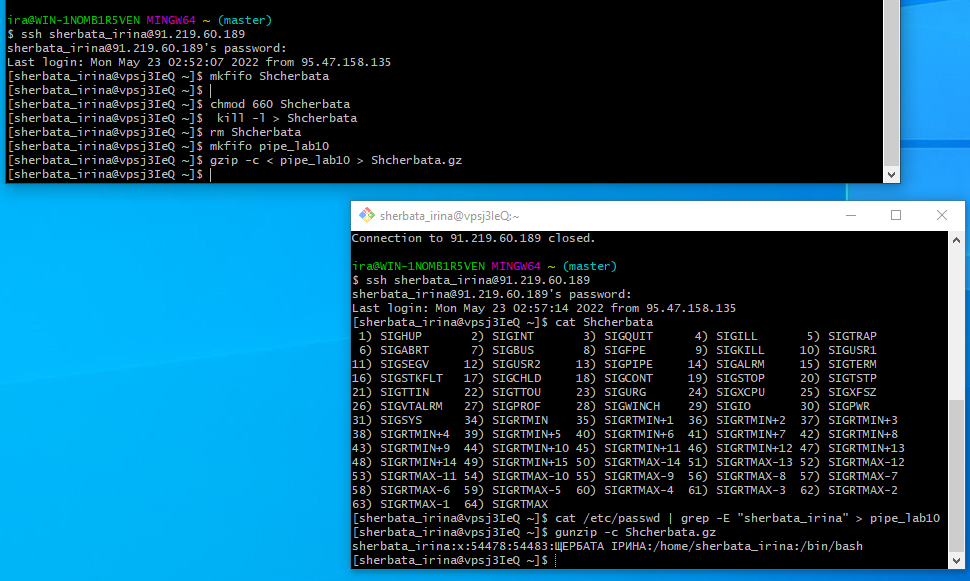 ira@WIN-1NOMB1R5VEN MINGW64 ~ (master)
$ ssh sherbata_irina@91.219.60.189
sherbata_irina@91.219.60.189's password:
Last login: Mon May 23 02:52:07 2022 from 95.47.158.135
[sherbata_irina@vpsj3IeQ ~]$ mkfifo Shcherbata
[sherbata_irina@vpsj3IeQ ~]$
[sherbata_irina@vpsj3IeQ ~]$ chmod 660 Shcherbata
[sherbata_irina@vpsj3IeQ ~]$  kill -l > Shcherbata
[sherbata_irina@vpsj3IeQ ~]$ rm Shcherbata
[sherbata_irina@vpsj3IeQ ~]$ mkfifo pipe_lab10
[sherbata_irina@vpsj3IeQ ~]$ gzip -c < pipe_lab10 > Shcherbata.gz
[sherbata_irina@vpsj3IeQ ~]$
sherbata_irina@vpsj3IeQ:~
Connection to 91.219.60.189 closed.
ira@WIN-1NOMB1R5VEN MINGW64 ~ (master)
$ ssh sherbata_irina@91.219.60.189
sherbata_irina@91.219.60.189's password:
Last login: Mon May 23 02:57:14 2022 from 95.47.158.135
[sherbata_irina@vpsj3IeQ ~]$ cat Shcherbata
 1) SIGHUP       2) SIGINT       3) SIGQUIT      4) SIGILL       5) SIGTRAP
 6) SIGABRT      7) SIGBUS       8) SIGFPE       9) SIGKILL     10) SIGUSR1
11) SIGSEGV     12) SIGUSR2     13) SIGPIPE     14) SIGALRM     15) SIGTERM
16) SIGSTKFLT   17) SIGCHLD     18) SIGCONT     19) SIGSTOP     20) SIGTSTP
21) SIGTTIN     22) SIGTTOU     23) SIGURG      24) SIGXCPU     25) SIGXFSZ
26) SIGVTALRM   27) SIGPROF     28) SIGWINCH    29) SIGIO       30) SIGPWR
31) SIGSYS      34) SIGRTMIN    35) SIGRTMIN+1  36) SIGRTMIN+2  37) SIGRTMIN+3
38) SIGRTMIN+4  39) SIGRTMIN+5  40) SIGRTMIN+6  41) SIGRTMIN+7  42) SIGRTMIN+8
43) SIGRTMIN+9  44) SIGRTMIN+10 45) SIGRTMIN+11 46) SIGRTMIN+12 47) SIGRTMIN+13
48) SIGRTMIN+14 49) SIGRTMIN+15 50) SIGRTMAX-14 51) SIGRTMAX-13 52) SIGRTMAX-12
53) SIGRTMAX-11 54) SIGRTMAX-10 55) SIGRTMAX-9  56) SIGRTMAX-8  57) SIGRTMAX-7
58) SIGRTMAX-6  59) SIGRTMAX-5  60) SIGRTMAX-4  61) SIGRTMAX-3  62) SIGRTMAX-2
63) SIGRTMAX-1  64) SIGRTMAX
[sherbata_irina@vpsj3IeQ ~]$ cat /etc/passwd | grep -E "sherbata_irina" > pipe_lab10
[sherbata_irina@vpsj3IeQ ~]$ gunzip -c Shcherbata.gz
sherbata_irina:x:54478:54483:ЩЕРБАТА ІРИНА:/home/sherbata_irina:/bin/bash
[sherbata_irina@vpsj3IeQ ~]$